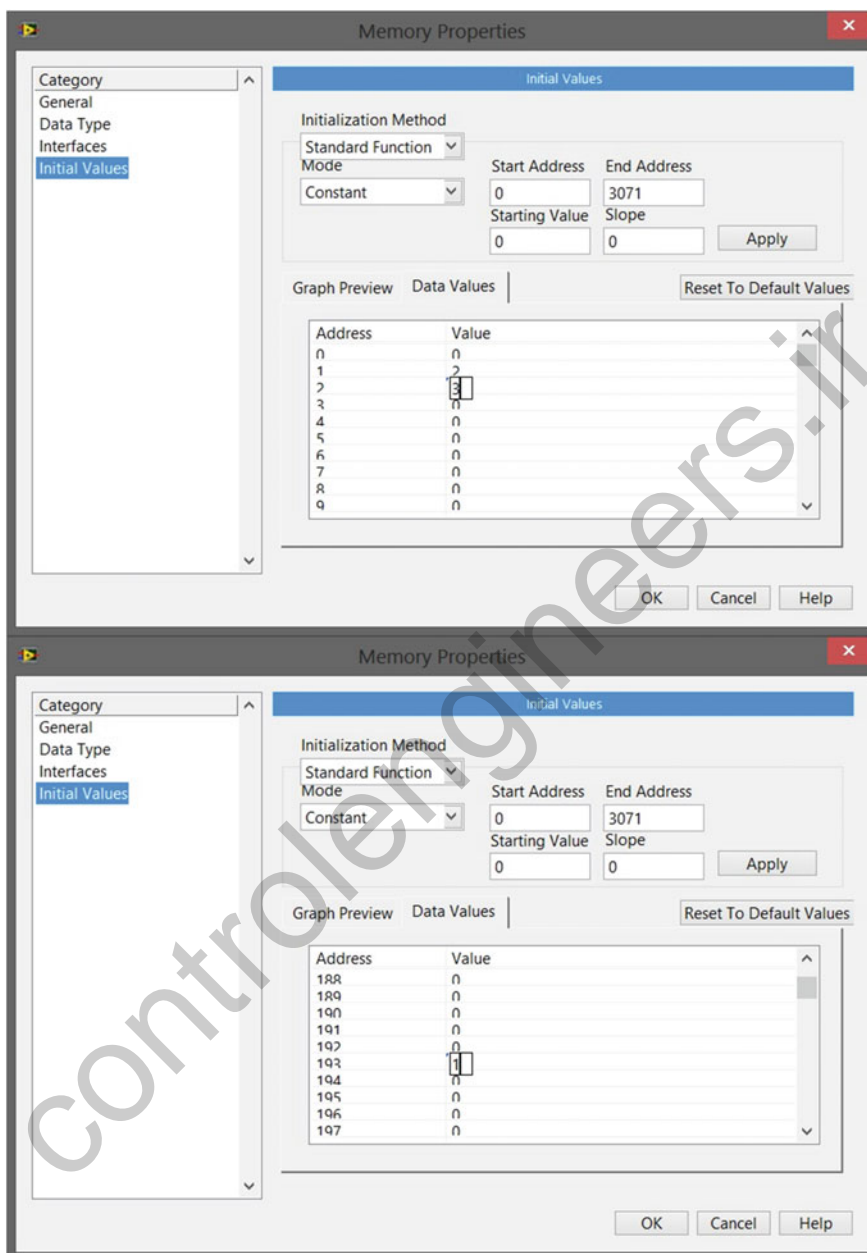 Memory Properties
Category
General
Data Type
Interfaces
Initial Values
Initial Values
Initialization Method
Standard Function
Mode
Constant
Start Address End Address
0 3071
Starting Value Slope
0 0
Apply
Graph Preview Data Values
Reset To Default Values
Address Value
0 0
1 2
2 3
3 0
4 0
5 0
6 0
7 0
8 0
9 0
OK Cancel Help
Memory Properties
Category
General
Data Type
Interfaces
Initial Values
Initial Values
Initialization Method
Standard Function
Mode
Constant
Start Address End Address
0 3071
Starting Value Slope
0 0
Apply
Graph Preview Data Values
Reset To Default Values
Address Value
188 0
189 0
190 0
191 0
192 0
193 1
194 0
195 0
196 0
197 0
OK Cancel Help
controlengineers.ir